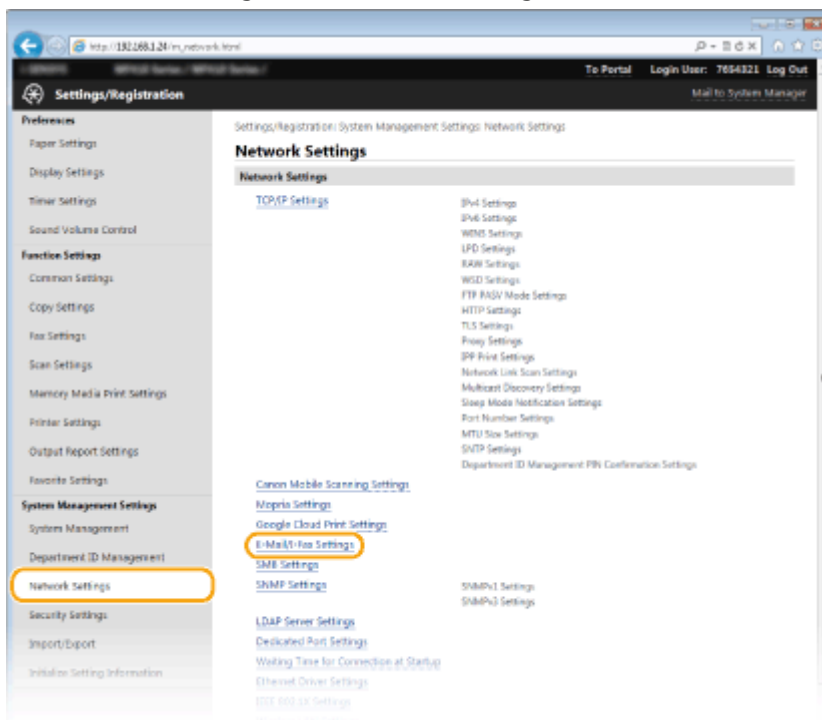 http://192.168.1.24/m_network.html
To Portal Login User: 7654321 Log Out
Settings/Registration
Mail to System Manager
Preferences
Paper Settings
Display Settings
Timer Settings
Sound Volume Control
Function Settings
Common Settings
Copy Settings
Fax Settings
Scan Settings
Memory Media Print Settings
Printer Settings
Output Report Settings
Favorite Settings
System Management Settings
System Management
Department ID Management
Network Settings
Security Settings
Import/Export
Initialize Setting Information
Settings/Registration: System Management Settings: Network Settings
Network Settings
Network Settings
TCP/IP Settings
IPv4 Settings
IPv6 Settings
WINS Settings
LPD Settings
RAW Settings
WSD Settings
FTP PASV Mode Settings
HTTP Settings
TLS Settings
Proxy Settings
IPP Print Settings
Network Link Scan Settings
Multicast Discovery Settings
Sleep Mode Notification Settings
Port Number Settings
MTU Size Settings
SNTP Settings
Department ID Management PIN Confirmation Settings
Canon Mobile Scanning Settings
Mopria Settings
Google Cloud Print Settings
E-Mail/I-Fax Settings
SMB Settings
SNMP Settings
SNMPv1 Settings
SNMPv3 Settings
LDAP Server Settings
Dedicated Port Settings
Waiting Time for Connection at Startup
Ethernet Driver Settings
IEEE 802.1X Settings